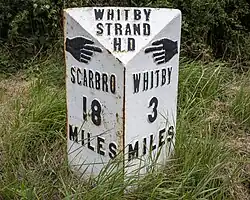 WHITBY
STRAND
H.D
SCARBRO
18
MILES
WHITBY
3
MILES